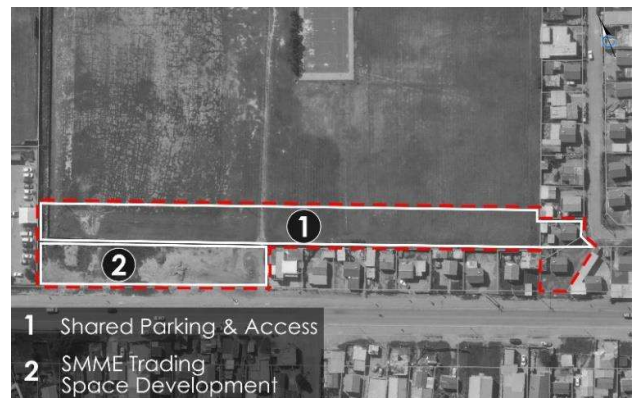 1
2
1 Shared Parking & Access
2 SMME Trading
Space Development